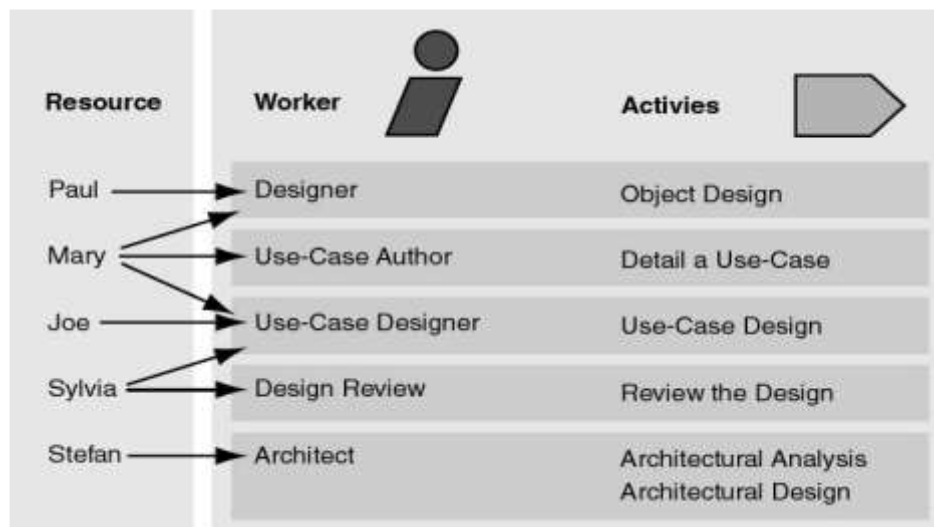 Resource Worker Activies
Paul Designer Object Design
Mary Use-Case Author Detail a Use-Case
Joe Use-Case Designer Use-Case Design
Sylvia Design Review Review the Design
Stefan Architect Architectural Analysis
Architectural Design